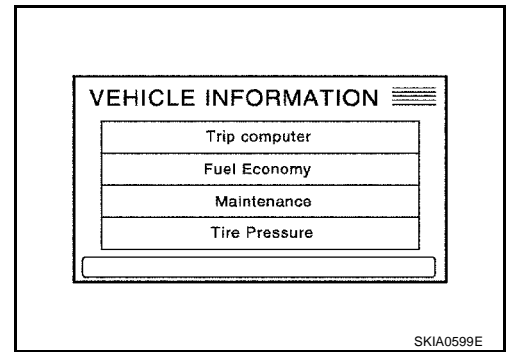 VEHICLE INFORMATION
Trip computer
Fuel Economy
Maintenance
Tire Pressure
SKIA0599E